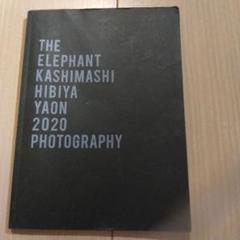 THE
ELEPHANT
KASHIMASHI
HIBIYA
YAON
2020
PHOTOGRAPHY